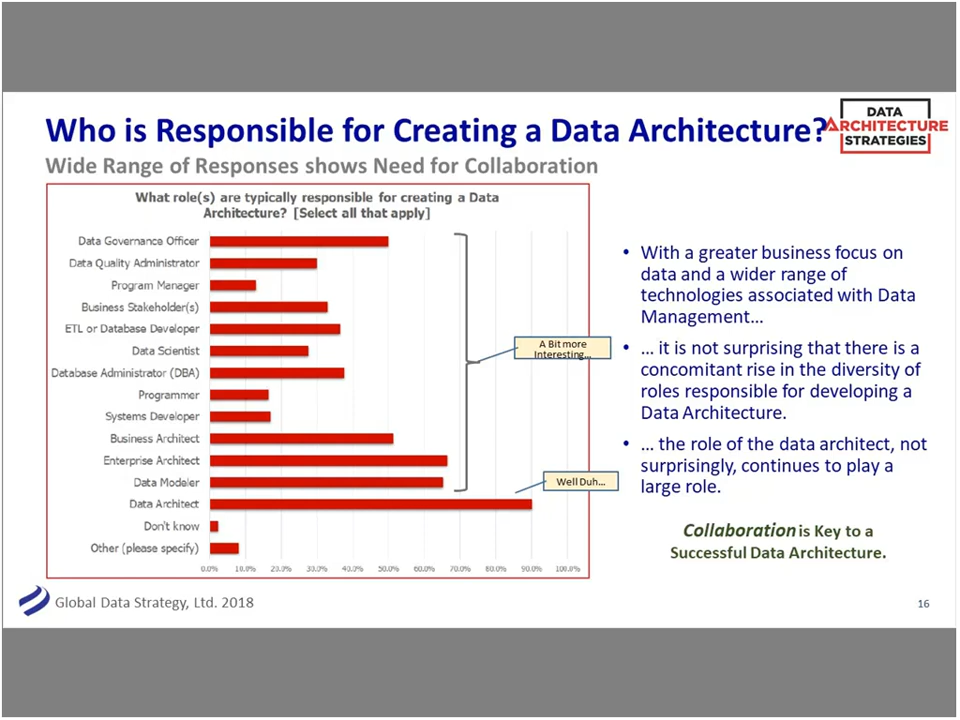 Who is Responsible for Creating a Data Architecture?
DATA
ARCHITECTURE
STRATEGIES
Wide Range of Responses shows Need for Collaboration
What role(s) are typically responsible for creating a Data
Architecture? [Select all that apply]
Data Governance Officer
Data Quality Administrator
Program Manager
Business Stakeholder(s)
ETL or Database Developer
Data Scientist
Database Administrator (DBA)
Programmer
Systems Developer
Business Architect
Enterprise Architect
Data Modeler
Data Architect
Don't know
Other (please specify)
0.0% 10.0% 20.0% 30.0% 40.0% 50.0% 60.0% 70.0% 80.0% 90.0% 100.0%
A Bit more
Interesting...
Well Duh...
• With a greater business focus on
data and a wider range of
technologies associated with Data
Management...
• ... it is not surprising that there is a
concomitant rise in the diversity of
roles responsible for developing a
Data Architecture.
• ... the role of the data architect, not
surprisingly, continues to play a
large role.
Collaboration is Key to a
Successful Data Architecture.
Global Data Strategy, Ltd. 2018
16